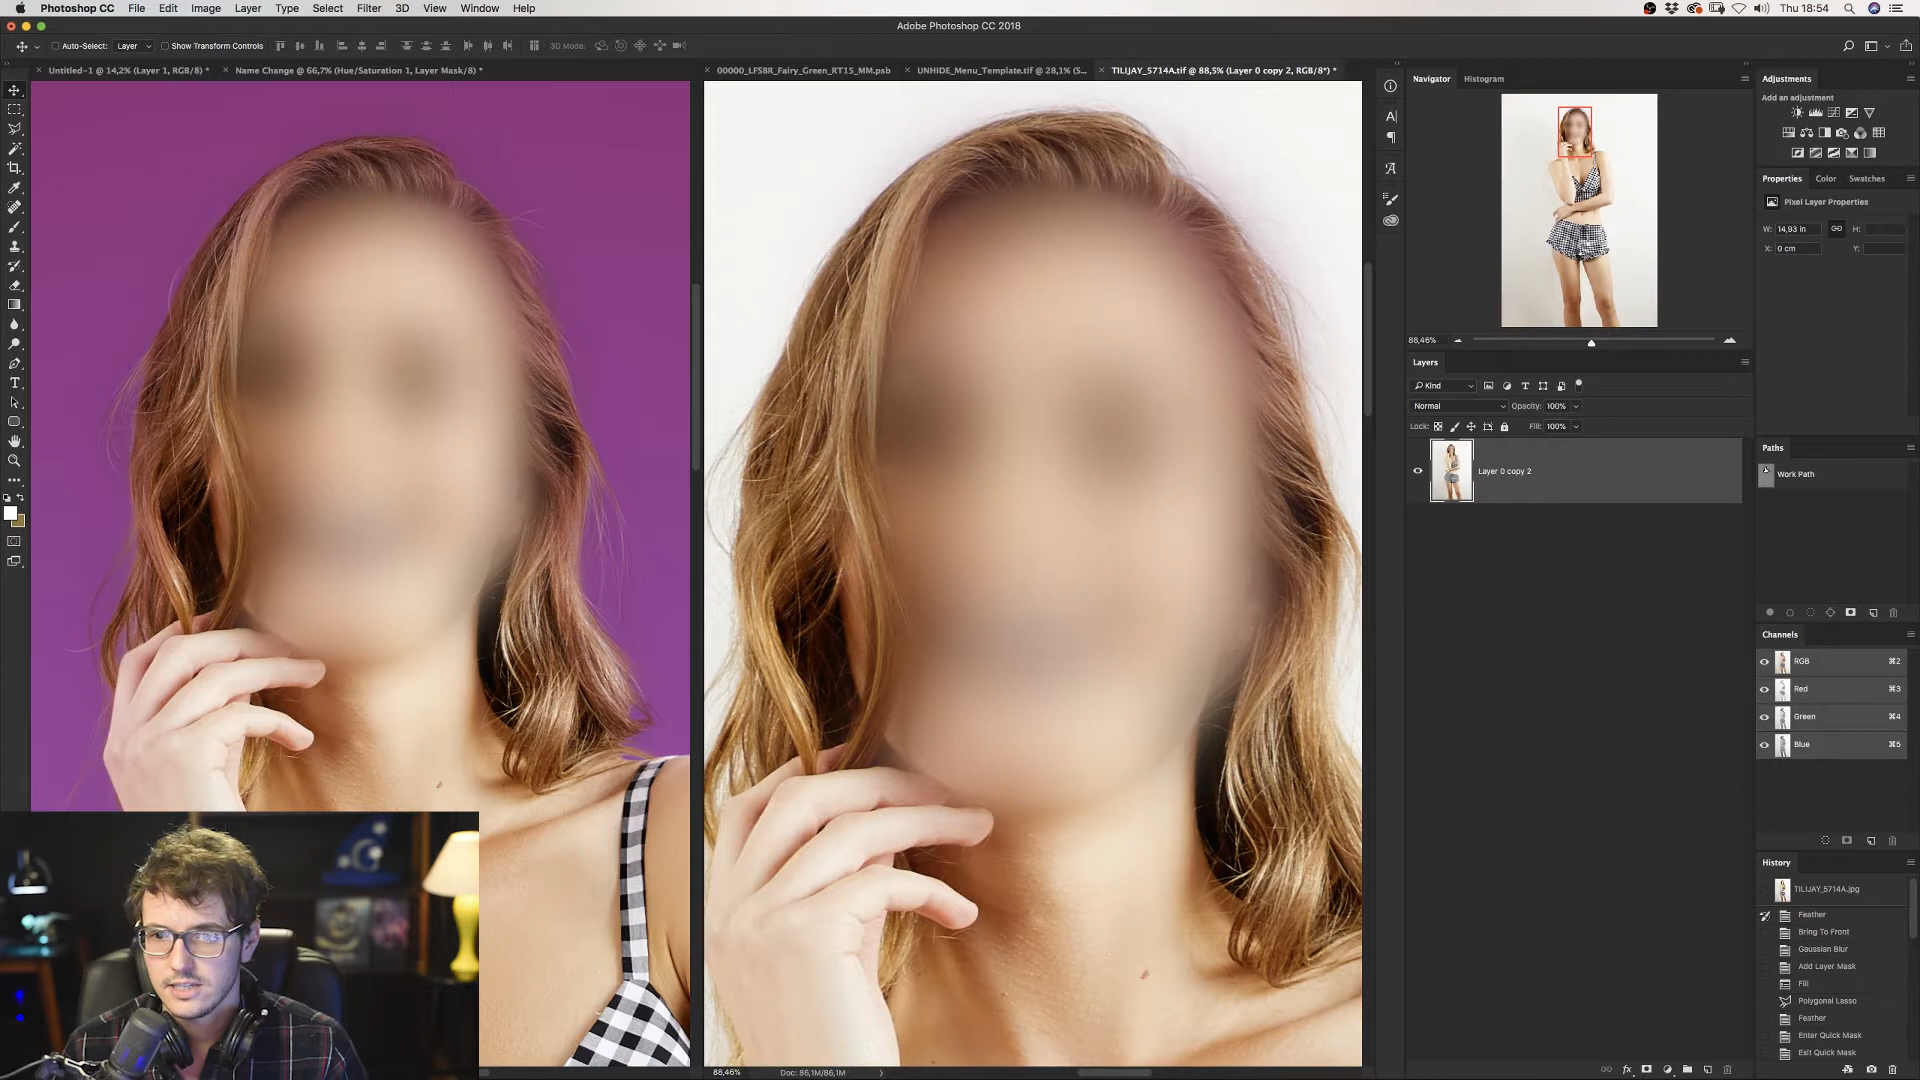 Photoshop CC File Edit Image Layer Type Select Filter 3D View Window Help Thu 18:54
Adobe Photoshop CC 2018
Auto-Select: Layer Show Transform Controls 3D Mode:
Untitled-1 @ 14,2% (Layer 1, RGB/8) * Name Change @ 66,7% (Hue/Saturation 1, Layer Mask/8) * 00000_LFSBR_Fairy_Green_RT15_MM.psb UNHIDE_Menu_Template.tif @ 28,1% (S... TILIJAY_5714A.tif @ 88,5% (Layer 0 copy 2, RGB/8*) *
Navigator Histogram
88,46%
Layers
Kind
Normal Opacity: 100%
Lock: Fill: 100%
Layer 0 copy 2
Adjustments
Add an adjustment
Properties Color Swatches
Pixel Layer Properties
W: 14,93 in H:
X: 0 cm Y:
Paths
Work Path
Channels
RGB ⌘2
Red ⌘3
Green ⌘4
Blue ⌘5
History
TILIJAY_5714A.jpg
Feather
Bring To Front
Gaussian Blur
Add Layer Mask
Fill
Polygonal Lasso
Feather
Enter Quick Mask
Exit Quick Mask
88,46% Doc: 86,1M/86,1M